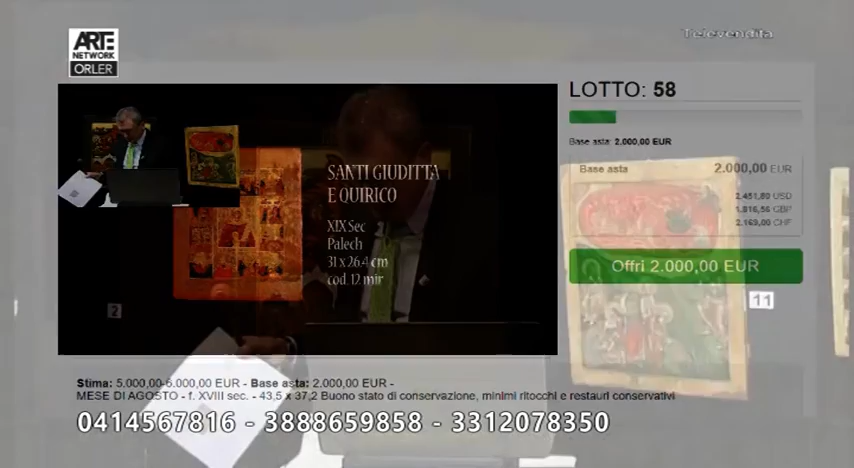 ARTE
NETWORK
ORLER
Televendita
LOTTO: 58
Base asta: 2.000,00 EUR
Base asta 2.000,00 EUR
2.451,80 USD
1.816,56 GBP
2.169,00 CHF
Offri 2.000,00 EUR
SANTI GIUDITTA
E QUIRICO
XIX Sec
Palech
31 x 26.4 cm
cod. 12 mir
2
11
Stima: 5.000,00-6.000,00 EUR - Base asta: 2.000,00 EUR -
MESE DI AGOSTO - f. XVIII sec. - 43,5 x 37,2 Buono stato di conservazione, minimi ritocchi e restauri conservativi
0414567816 - 3888659858 - 3312078350